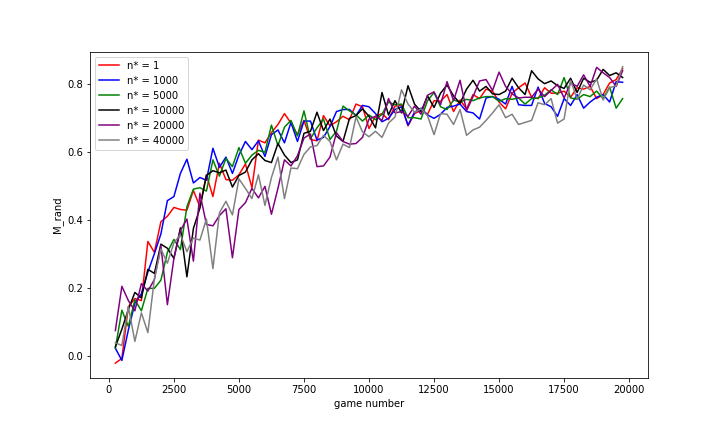 n* = 1
n* = 1000
n* = 5000
n* = 10000
n* = 20000
n* = 40000
0.8
0.6
0.4
0.2
0.0
M_rand
0 2500 5000 7500 10000 12500 15000 17500 20000
game number